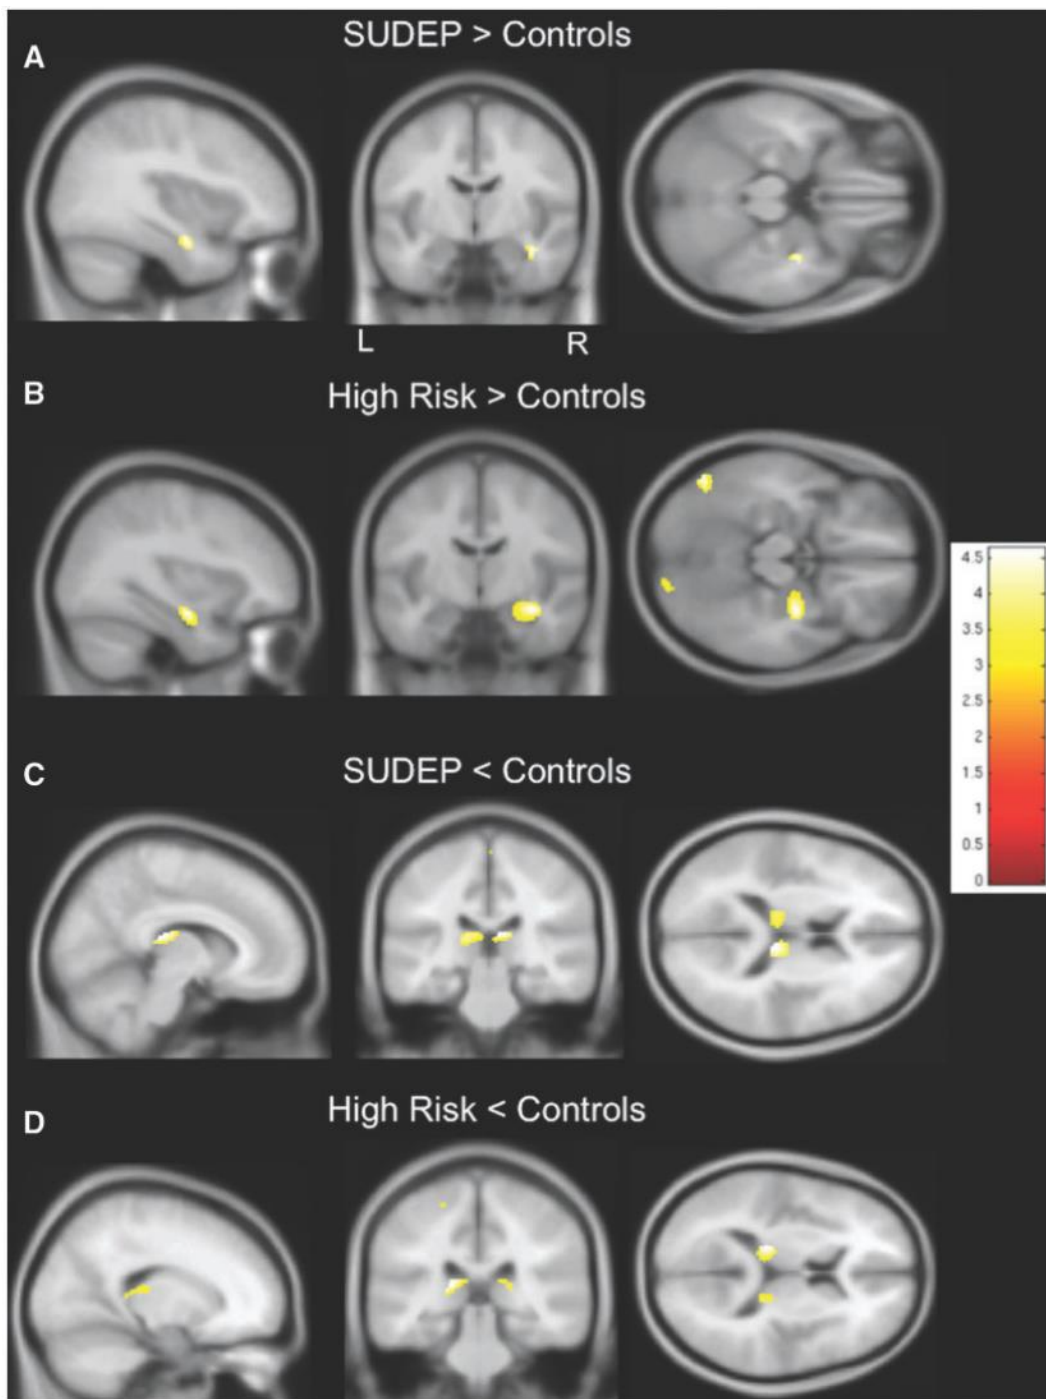 A
SUDEP > Controls
L
R
B
High Risk > Controls
4.5
4
3.5
3
2.5
2
1.5
1
0.5
0
C
SUDEP < Controls
D
High Risk < Controls